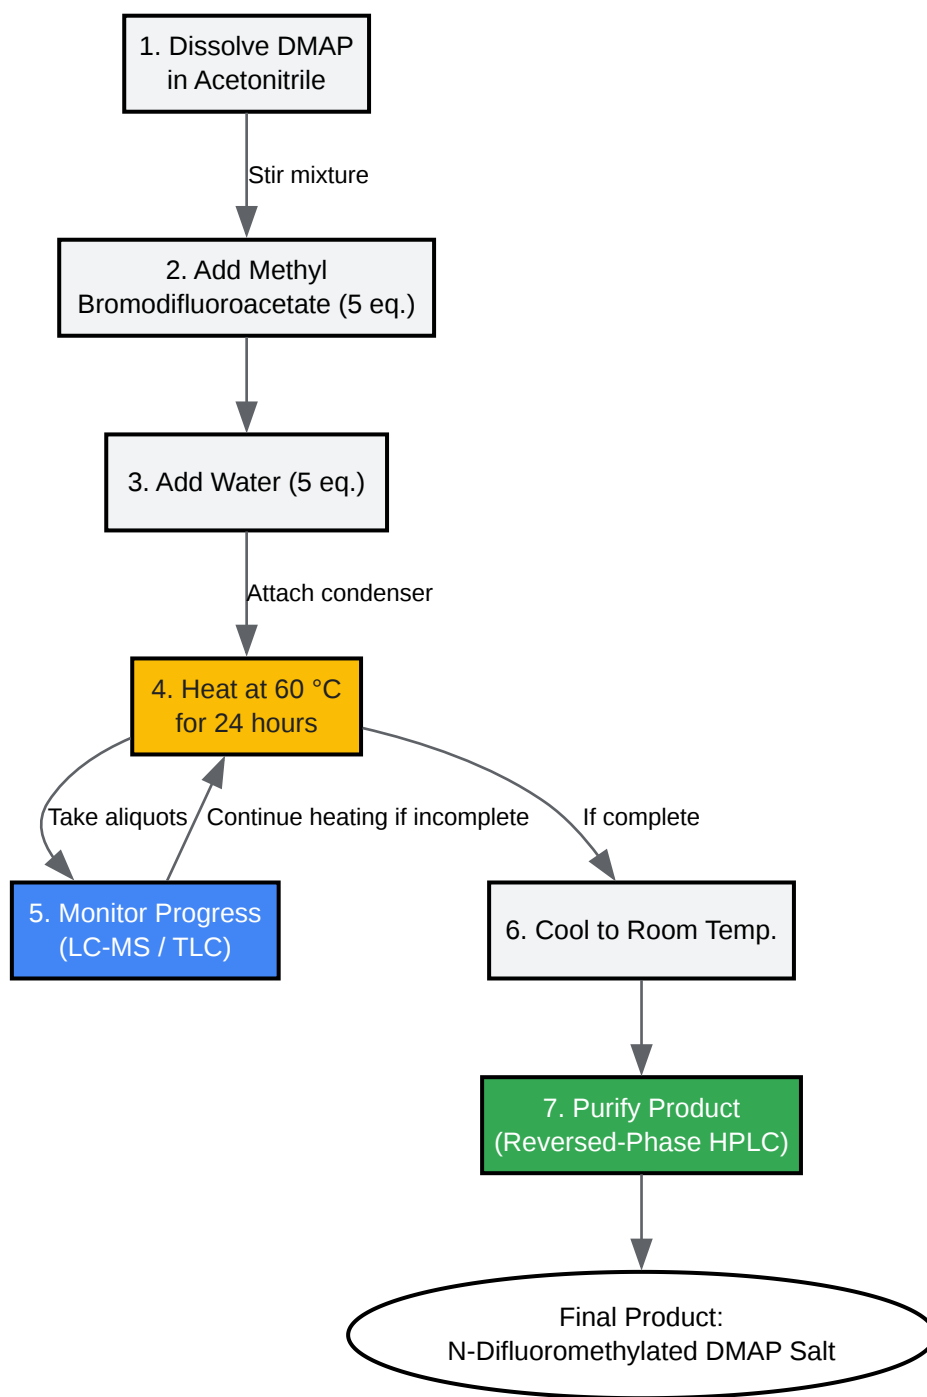 1. Dissolve DMAP
in Acetonitrile
Stir mixture
2. Add Methyl
Bromodifluoroacetate (5 eq.)
3. Add Water (5 eq.)
Attach condenser
4. Heat at 60 °C
for 24 hours
Take aliquots
Continue heating if incomplete
If complete
5. Monitor Progress
(LC-MS / TLC)
6. Cool to Room Temp.
7. Purify Product
(Reversed-Phase HPLC)
Final Product:
N-Difluoromethylated DMAP Salt